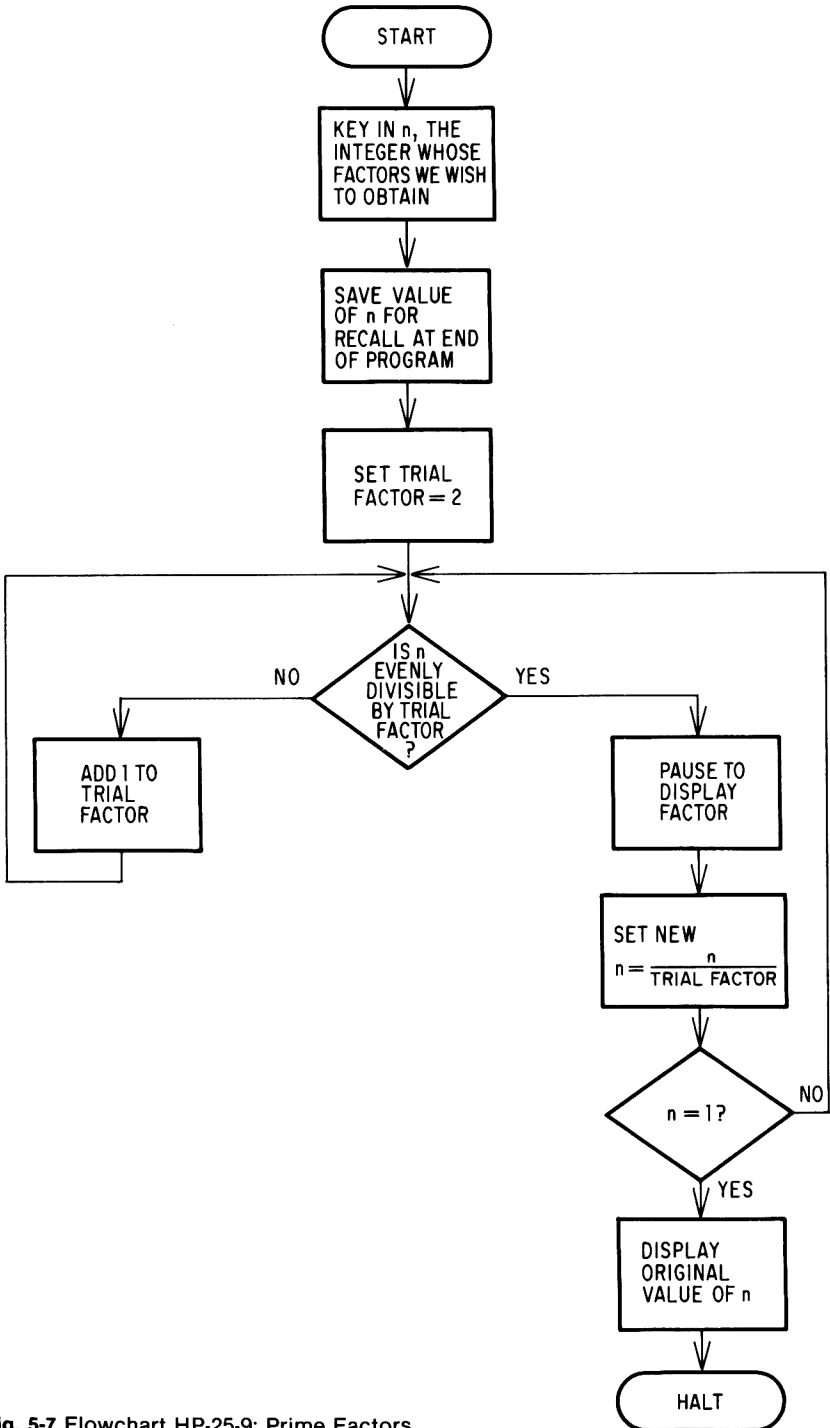 START
KEY IN n, THE
INTEGER WHOSE
FACTORS WE WISH
TO OBTAIN
SAVE VALUE
OF n FOR
RECALL AT END
OF PROGRAM
SET TRIAL
FACTOR = 2
IS n
EVENLY
DIVISIBLE
BY TRIAL
FACTOR
?
NO
YES
ADD 1 TO
TRIAL
FACTOR
PAUSE TO
DISPLAY
FACTOR
SET NEW
n = n
TRIAL FACTOR
n = 1?
NO
YES
DISPLAY
ORIGINAL
VALUE OF n
HALT
ig. 5-7 Flowchart HP-25-9: Prime Factors